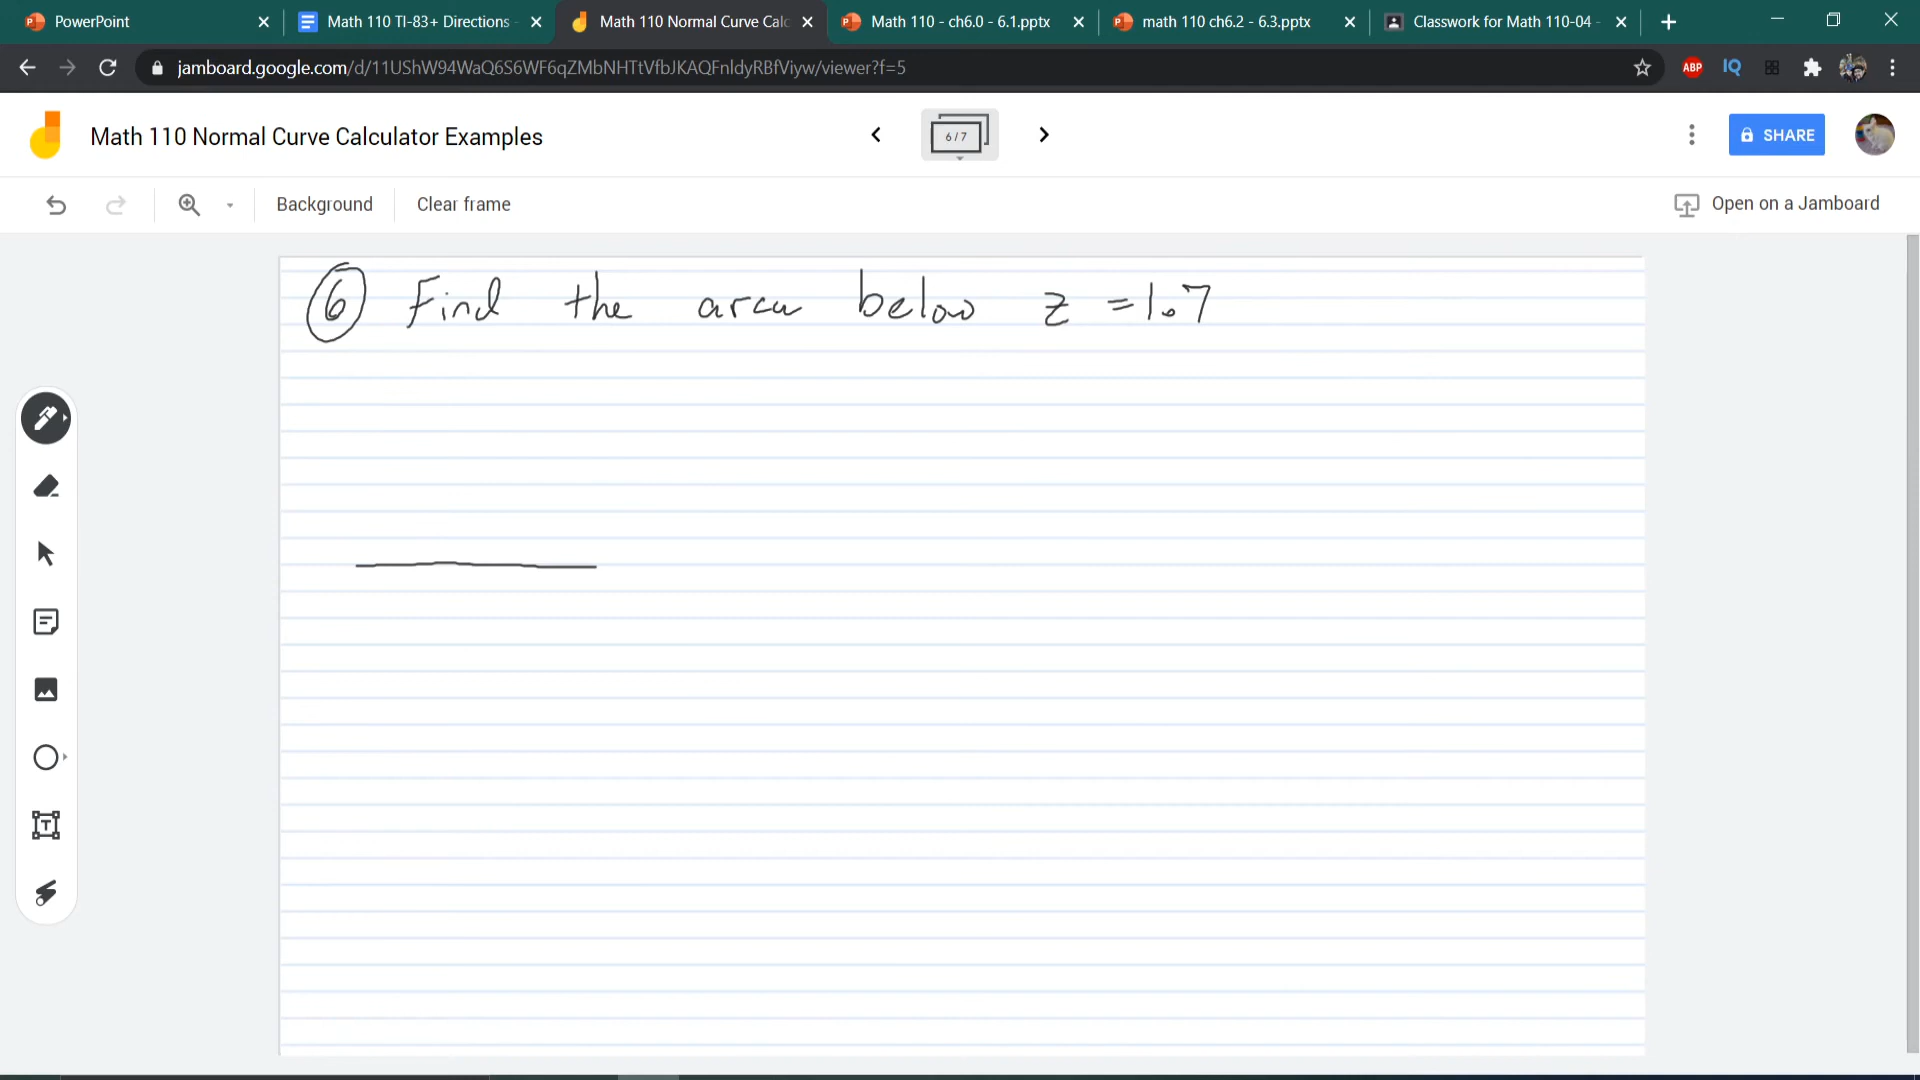 PowerPoint
Math 110 TI-83+ Directions -
Math 110 Normal Curve Calc
Math 110 - ch6.0 - 6.1.pptx
math 110 ch6.2 - 6.3.pptx
Classwork for Math 110-04 -
jamboard.google.com/d/11UShW94WaQ6S6WF6qZMbNHTtVfbJKAQFnldyRBfViyw/viewer?f=5
ABP
IQ
Math 110 Normal Curve Calculator Examples
6 / 7
SHARE
Background
Clear frame
Open on a Jamboard
6 Find the area below z = 1.7